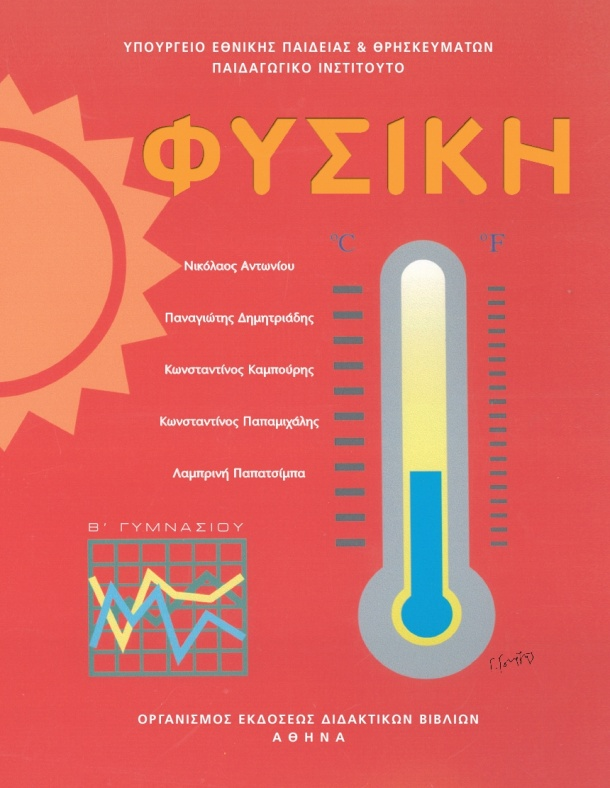 ΥΠΟΥΡΓΕΙΟ ΕΘΝΙΚΗΣ ΠΑΙΔΕΙΑΣ & ΘΡΗΣΚΕΥΜΑΤΩΝ
ΠΑΙΔΑΓΩΓΙΚΟ ΙΝΣΤΙΤΟΥΤΟ
ΦΥΣΙΚΗ
°C °F
Νικόλαος Αντωνίου
Παναγιώτης Δημητριάδης
Κωνσταντίνος Καμπούρης
Κωνσταντίνος Παπαμιχάλης
Λαμπρινή Παπατσίμπα
Β' ΓΥΜΝΑΣΙΟΥ
ΟΡΓΑΝΙΣΜΟΣ ΕΚΔΟΣΕΩΣ ΔΙΔΑΚΤΙΚΩΝ ΒΙΒΛΙΩΝ
ΑΘΗΝΑ